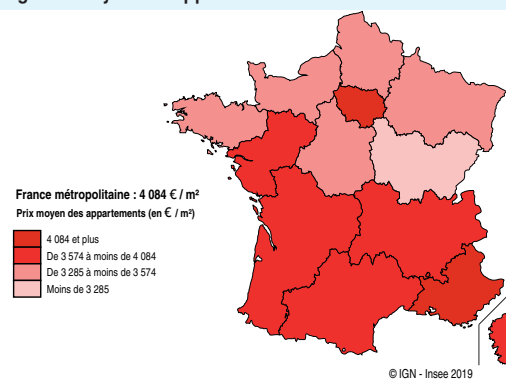 France métropolitaine : 4 084 € / m²
Prix moyen des appartements (en € / m²)
4 084 et plus
De 3 574 à moins de 4 084
De 3 285 à moins de 3 574
Moins de 3 285
© IGN - Insee 2019